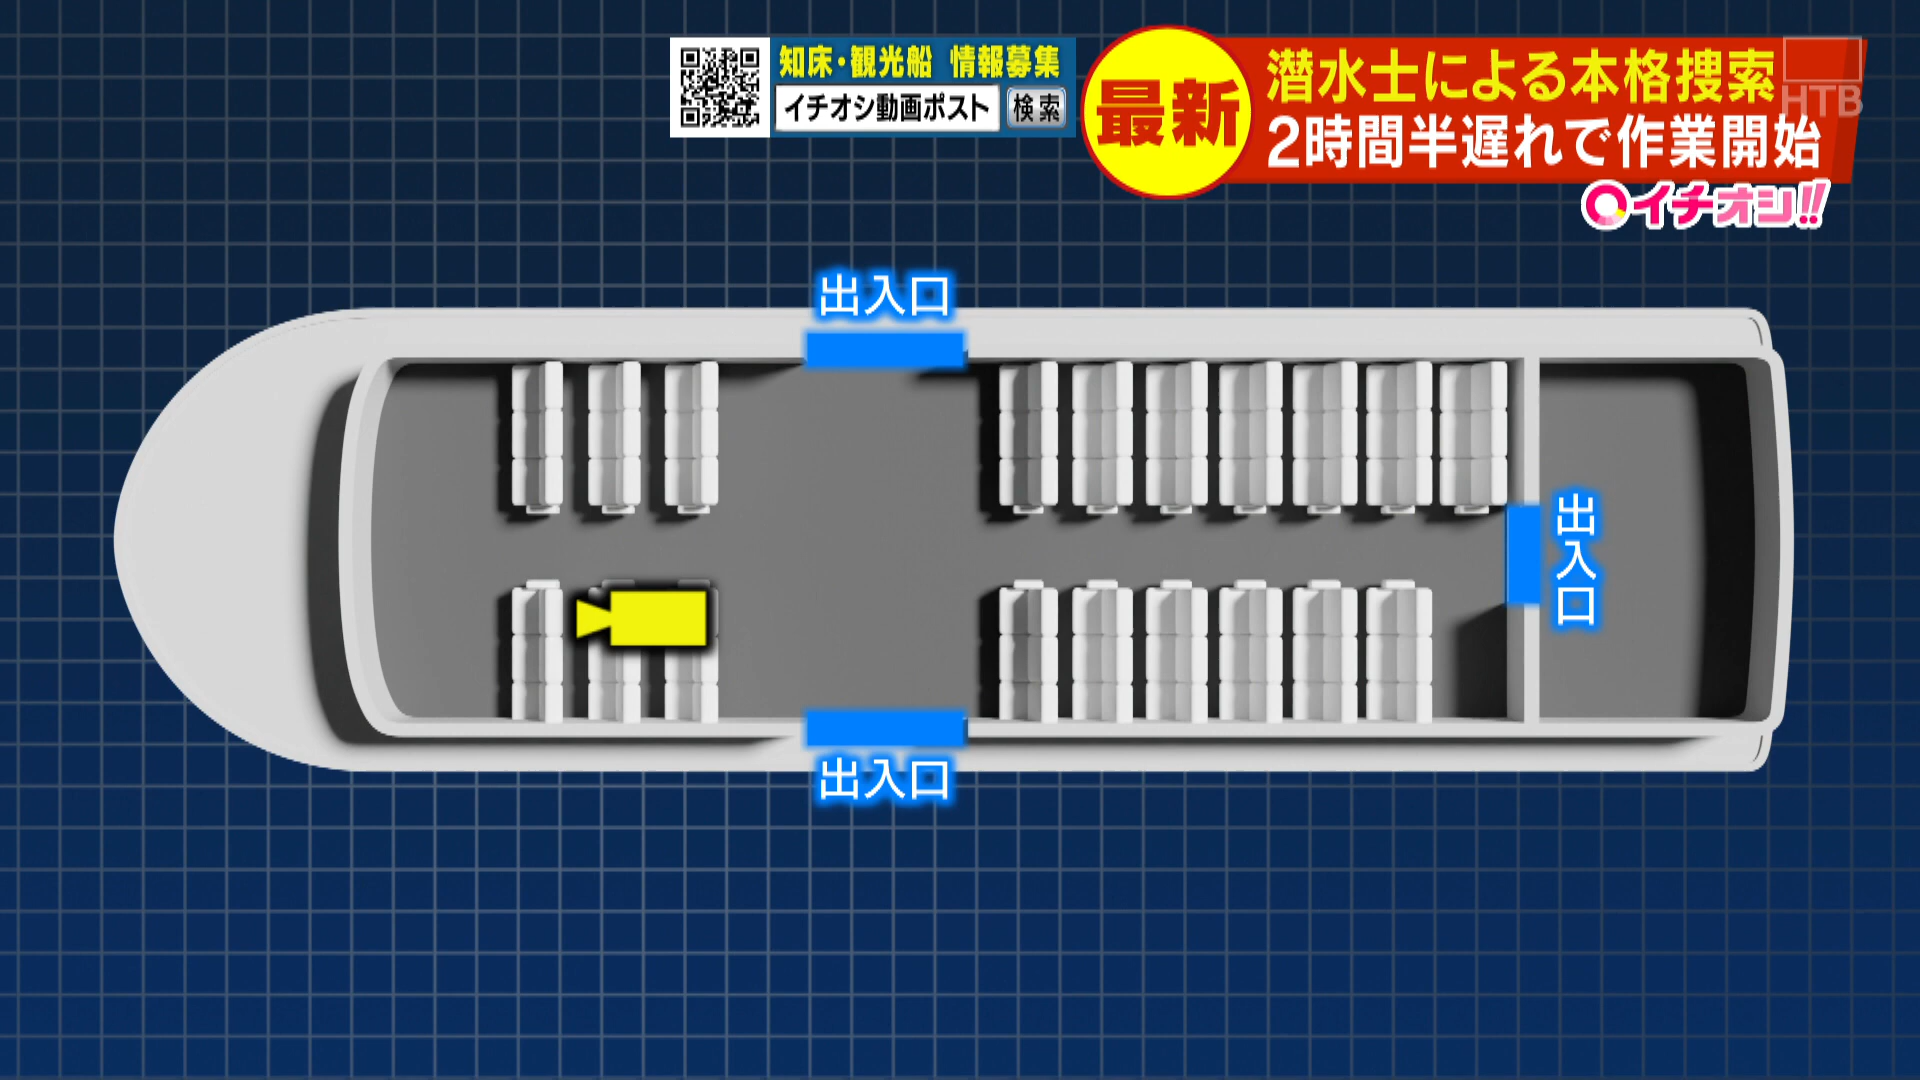 知床・観光船 情報募集
イチオシ動画ポスト 検索
最新
潜水士による本格捜索
2時間半遅れで作業開始
HTB
イチオシ!!
出入口
出入口
出入口